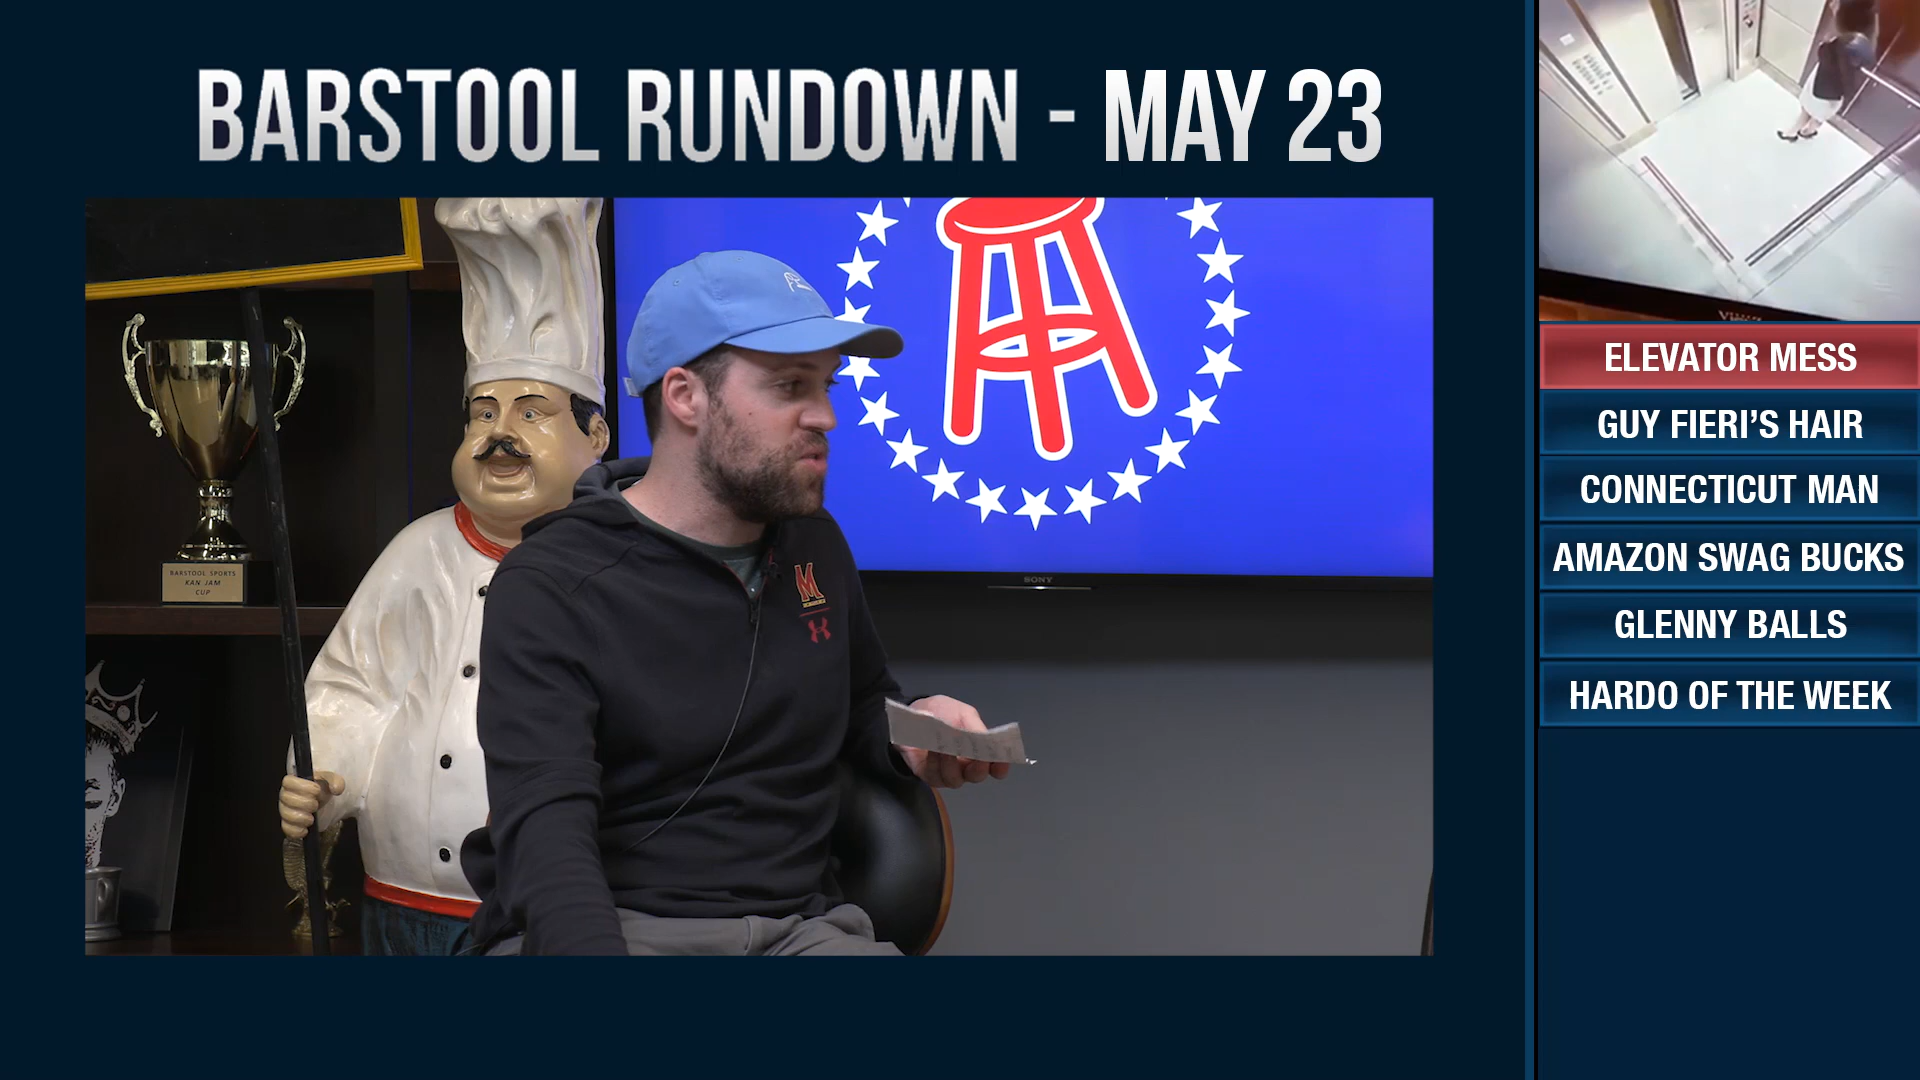 BARSTOOL RUNDOWN - MAY 23
BARSTOOL SPORTS
KAN JAM
CUP
M
SONY
ELEVATOR MESS
GUY FIERI'S HAIR
CONNECTICUT MAN
AMAZON SWAG BUCKS
GLENNY BALLS
HARDO OF THE WEEK